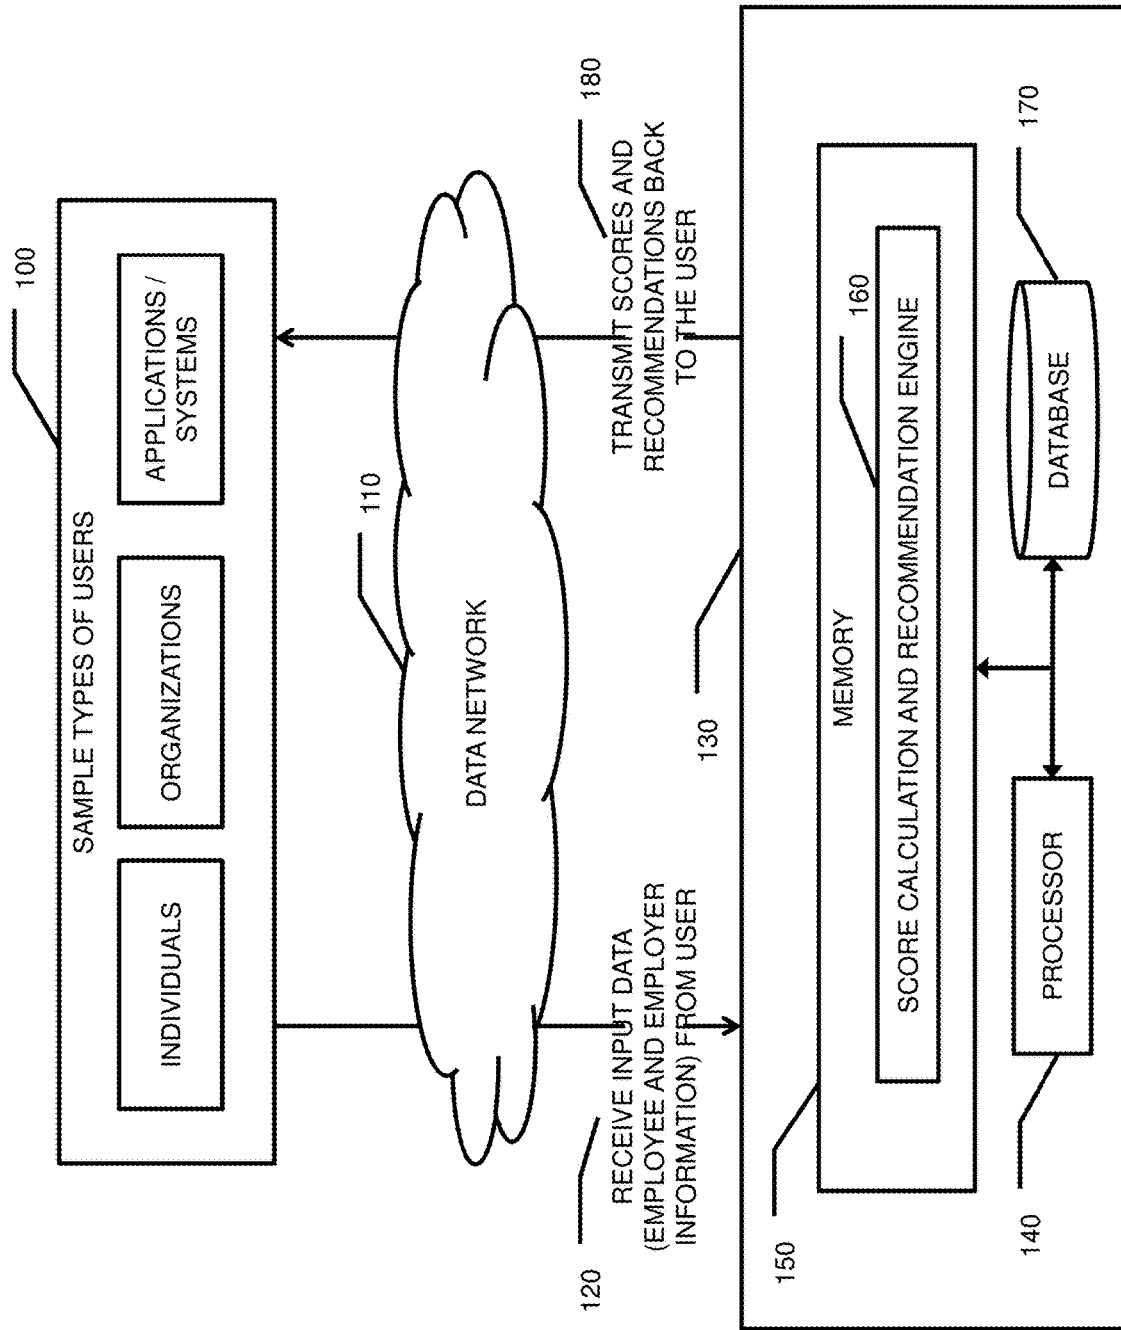 100
SAMPLE TYPES OF USERS
INDIVIDUALS
ORGANIZATIONS
APPLICATIONS /
SYSTEMS
110
DATA NETWORK
120
RECEIVE INPUT DATA
(EMPLOYEE AND EMPLOYER
INFORMATION) FROM USER
180
TRANSMIT SCORES AND
RECOMMENDATIONS BACK
TO THE USER
130
150
MEMORY
160
SCORE CALCULATION AND RECOMMENDATION ENGINE
140
PROCESSOR
170
DATABASE